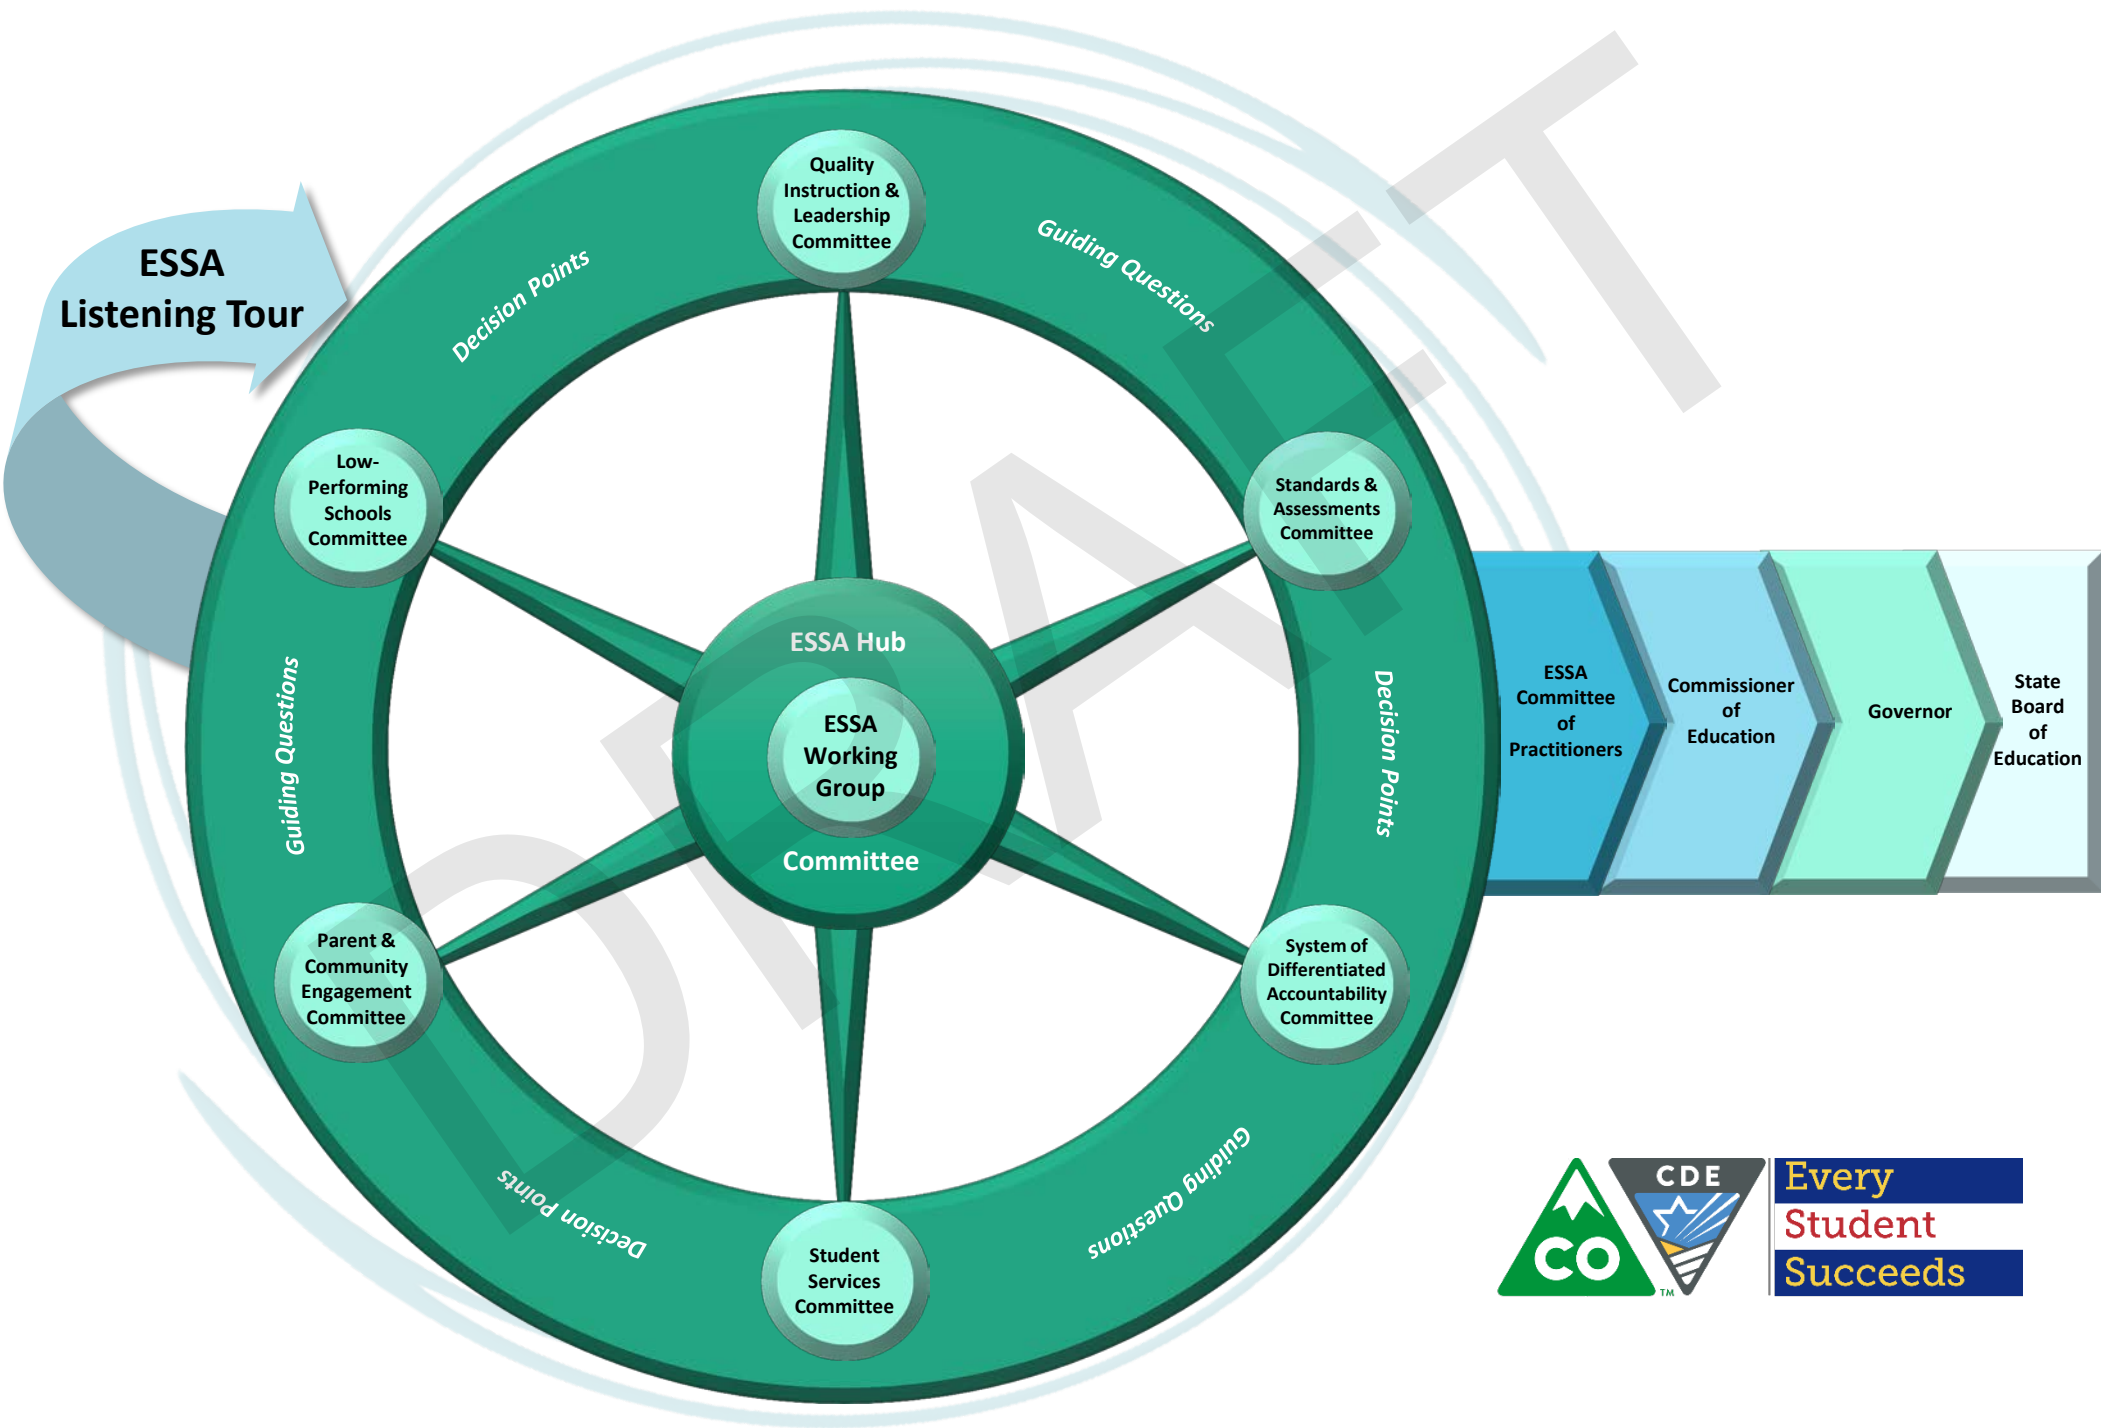 ESSA
Listening Tour
Decision Points
Quality
Instruction &
Leadership
Committee
Guiding Questions
Low-
Performing
Schools
Committee
Standards &
Assessments
Committee
ESSA Hub
ESSA
Working
Group
Committee
Guiding Questions
Decision Points
ESSA
Committee
of
Practitioners
Commissioner
of
Education
Governor
State
Board
of
Education
Parent &
Community
Engagement
Committee
System of
Differentiated
Accountability
Committee
Decision Points
Guiding Questions
Student
Services
Committee
DRAFT
CO
TM
CDE
Every
Student
Succeeds